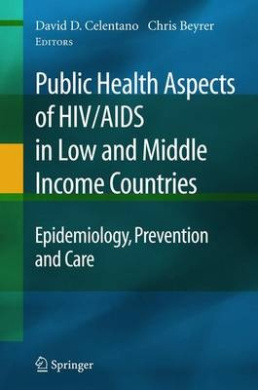 David D. Celentano Chris Beyrer
EDITORS
Public Health Aspects
of HIV/AIDS
in Low and Middle
Income Countries
Epidemiology, Prevention
and Care
Springer